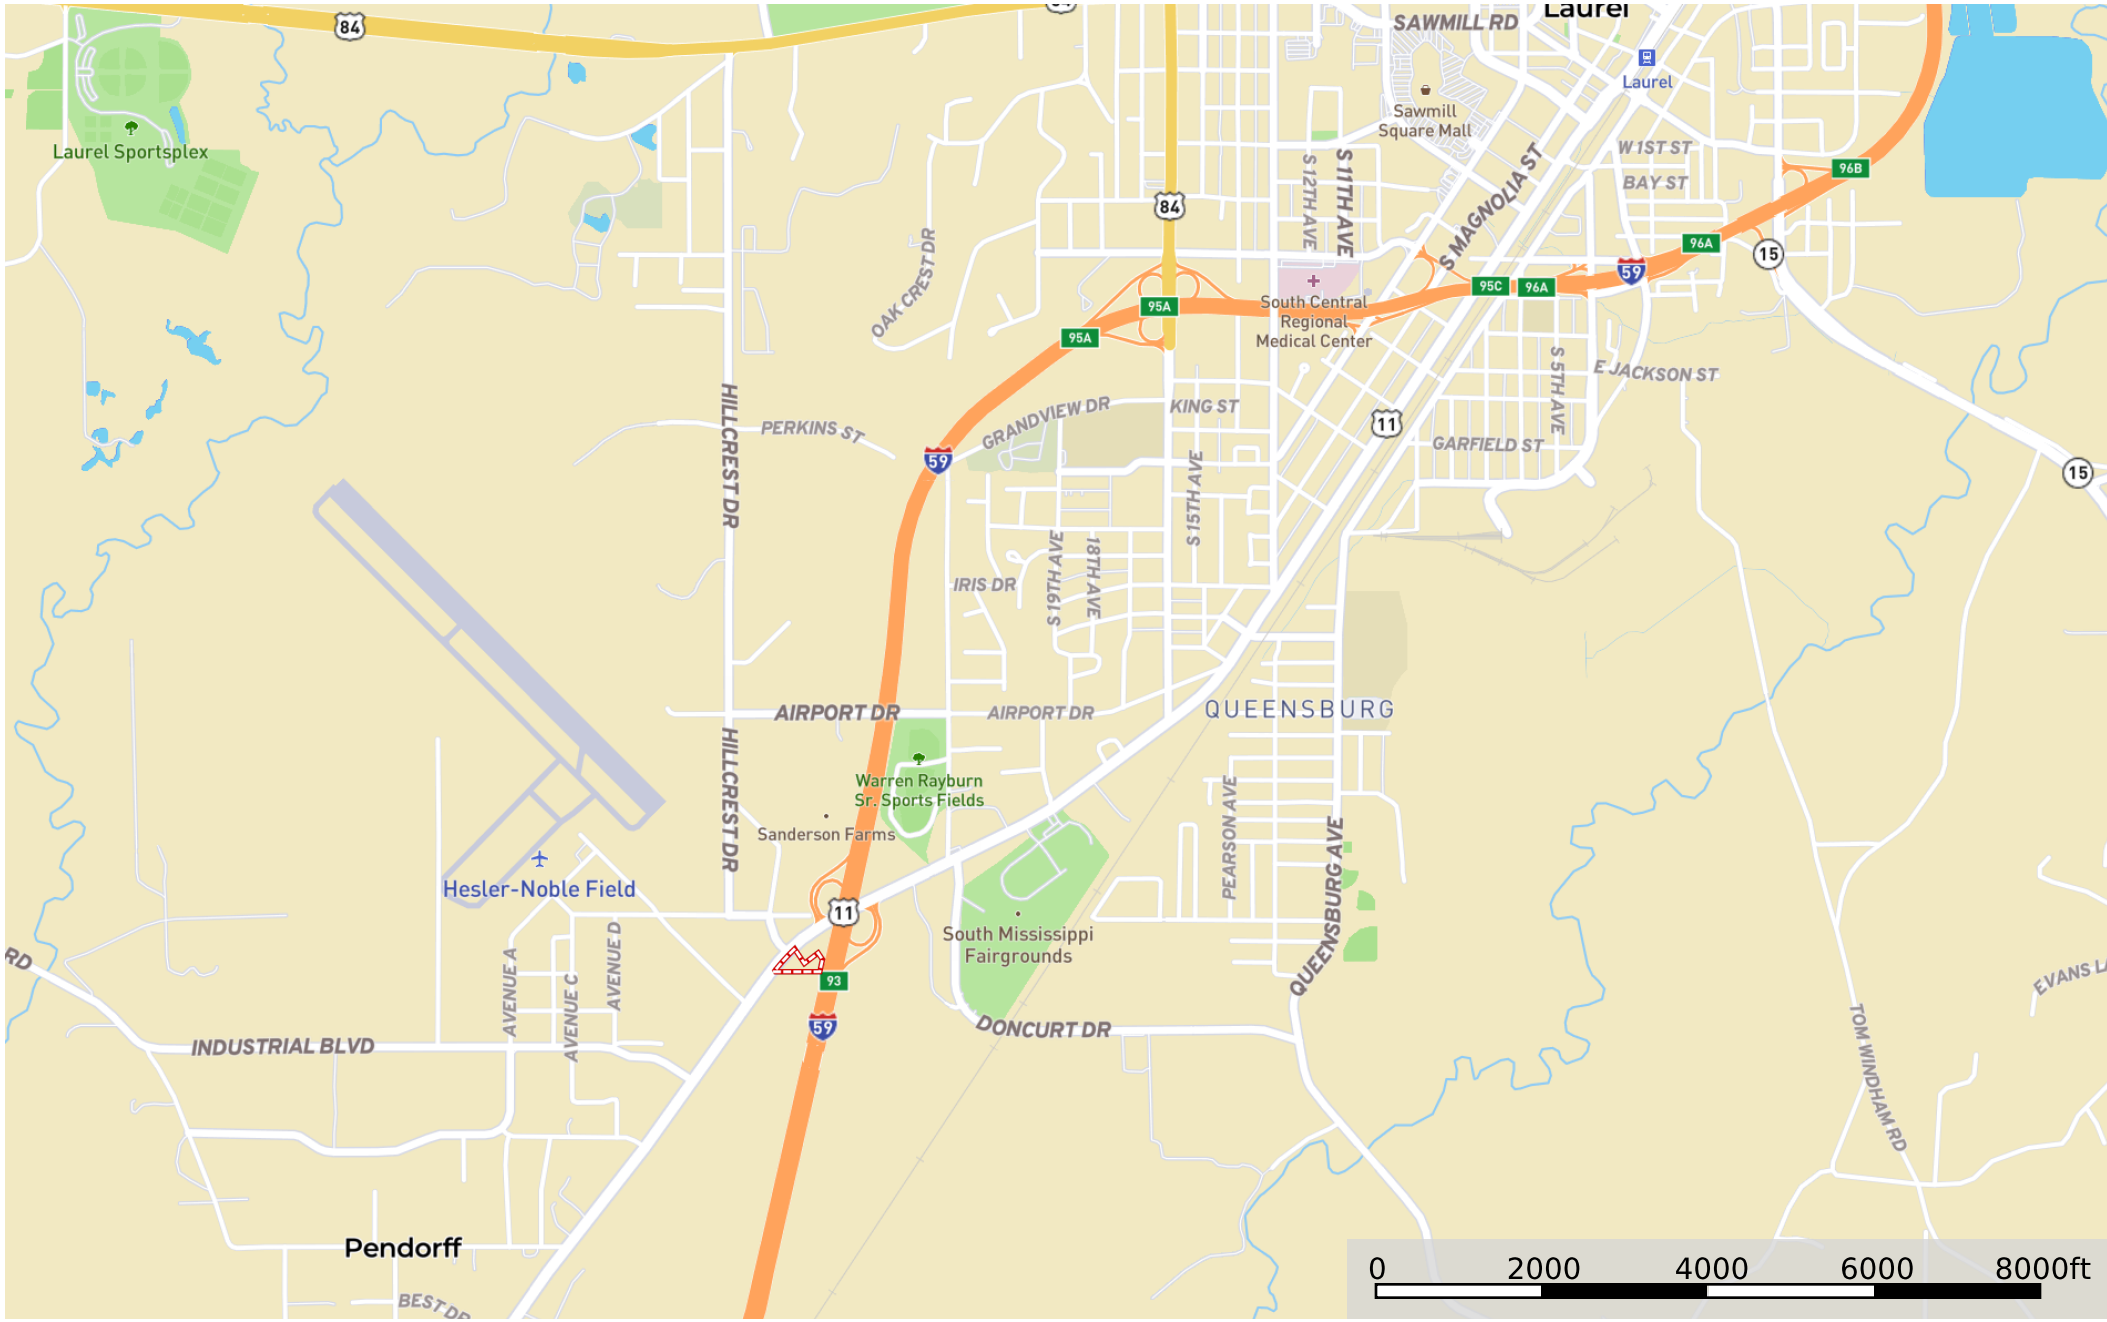 84
Laurel
SAWMILL RD
Laurel
Sawmill
Square Mall
Laurel Sportsplex
S MAGNOLIA ST
W 1ST ST
BAY ST
96B
S 12TH AVE
S 11TH AVE
84
OAK CREST DR
96A
15
59
95C
96A
South Central
Regional
Medical Center
95A
95A
S 5TH AVE
E JACKSON ST
HILLCREST DR
PERKINS ST
GRANDVIEW DR
KING ST
11
GARFIELD ST
59
15
S 15TH AVE
S 19TH AVE
18TH AVE
IRIS DR
AIRPORT DR
AIRPORT DR
QUEENSBURG
HILLCREST DR
Warren Rayburn
Sr. Sports Fields
Sanderson Farms
PEARSON AVE
QUEENSBURG AVE
Hesler-Noble Field
11
South Mississippi
Fairgrounds
RD
AVENUE A
AVENUE C
AVENUE D
93
59
EVANS LA
INDUSTRIAL BLVD
DONCURT DR
TOM WINDHAM RD
Pendorff
BEST DR
0 2000 4000 6000 8000ft